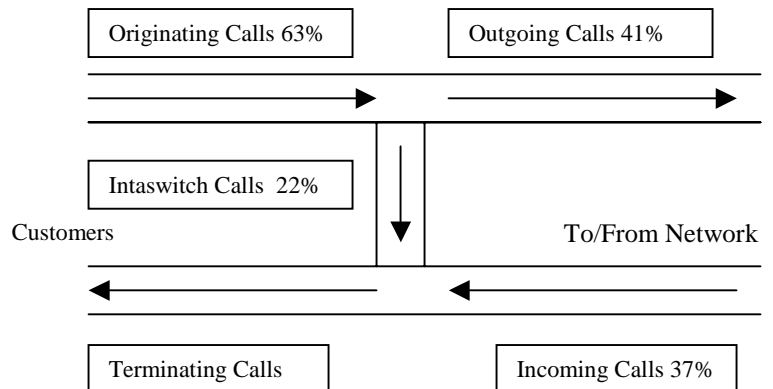 Originating Calls 63%
Outgoing Calls 41%
Intaswitch Calls 22%
Customers
To/From Network
Terminating Calls
Incoming Calls 37%